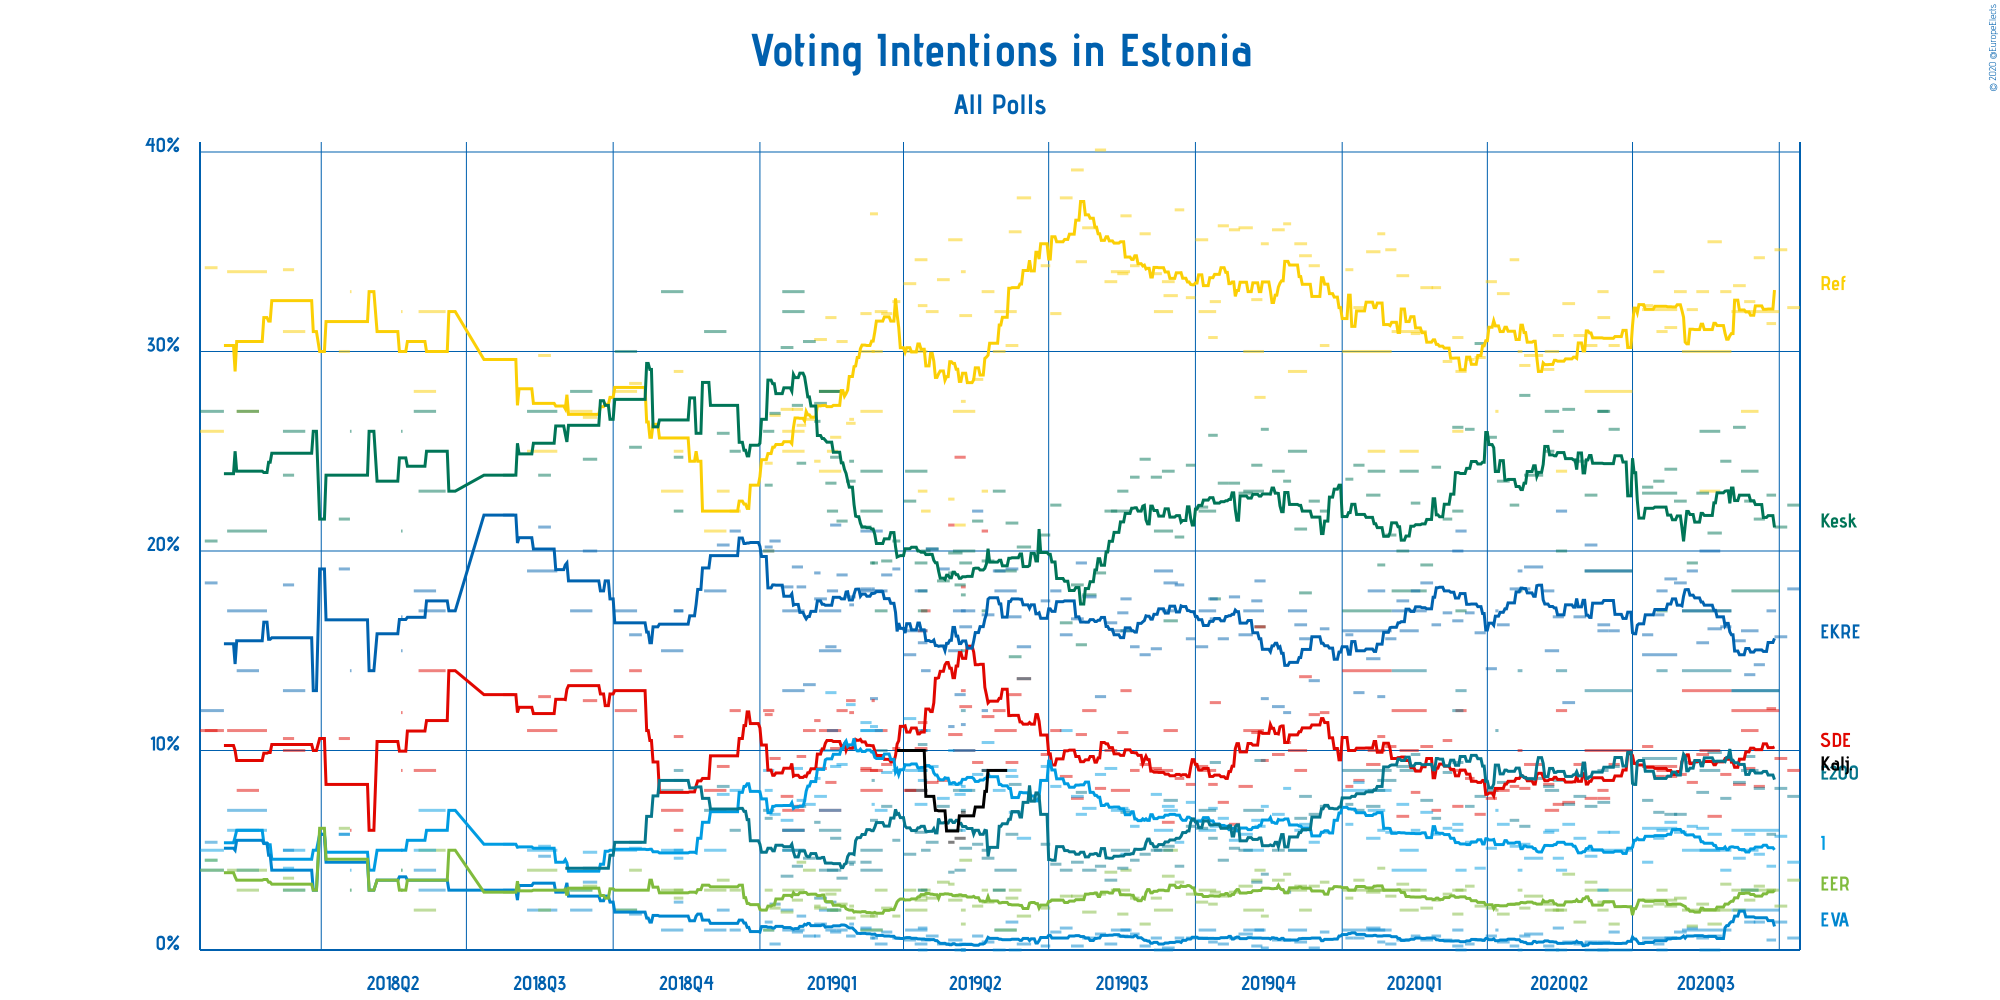 Voting Intentions in Estonia
All Polls
© 2020 @EuropeElects
40%
30%
20%
10%
0%
Ref
Kesk
EKRE
SDE
Kalj
E200
I
EER
EVA
2018Q2
2018Q3
2018Q4
2019Q1
2019Q2
2019Q3
2019Q4
2020Q1
2020Q2
2020Q3